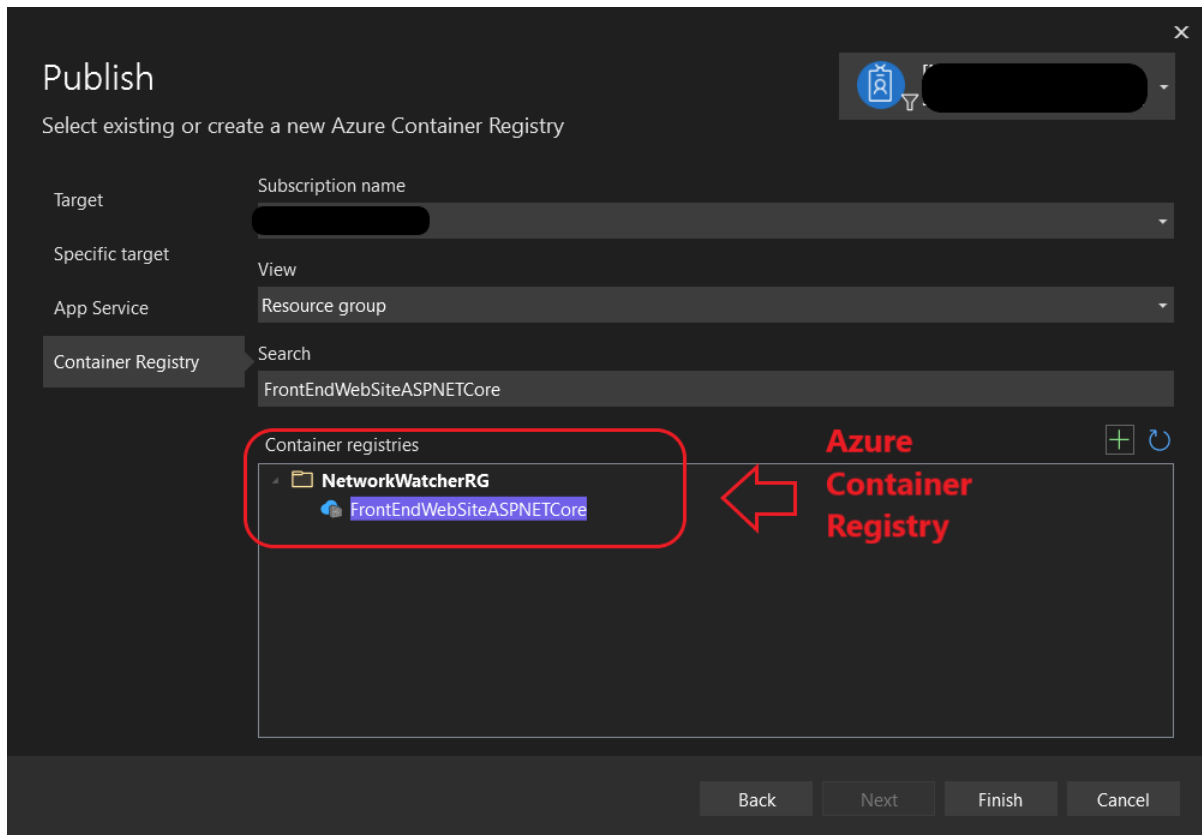 Publish
Select existing or create a new Azure Container Registry
Target
Specific target
App Service
Container Registry
Subscription name
View
Resource group
Search
FrontEndWebSiteASPNETCore
Container registries
NetworkWatcherRG
FrontEndWebSiteASPNETCore
Azure
Container
Registry
Back
Next
Finish
Cancel